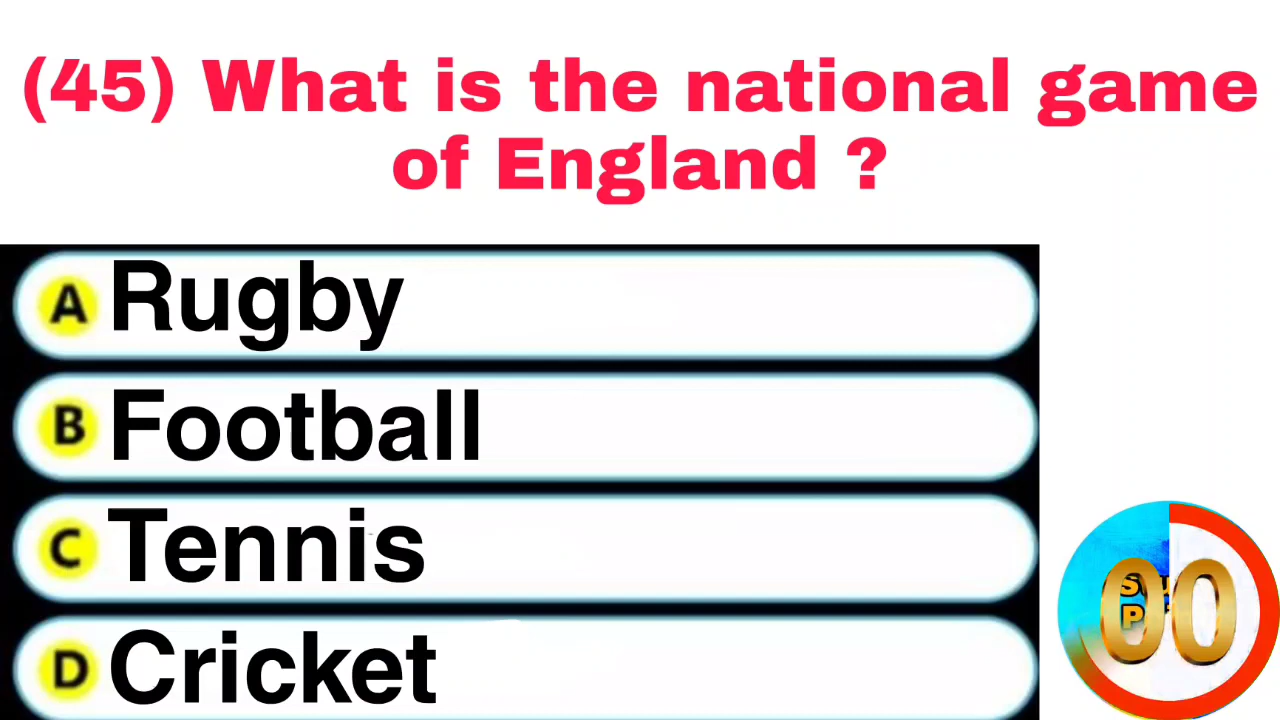 (45) What is the national game
of England ?
A Rugby
B Football
C Tennis
D Cricket
00